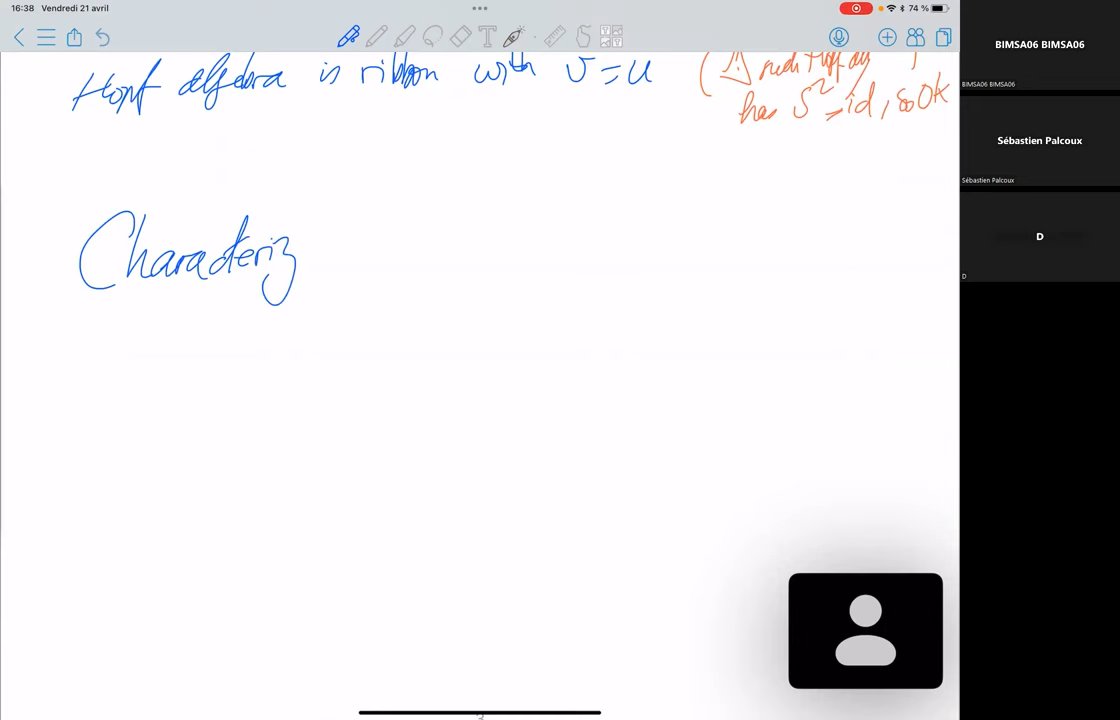 16:38 Vendredi 21 avril
74 %
Hopf algebra is ribbon with v = u
( such Hopf alg
has S² = id, so OK
Characteriz
BIMSA06 BIMSA06
BIMSA06 BIMSA06
Sébastien Palcoux
Sébastien Palcoux
D
D